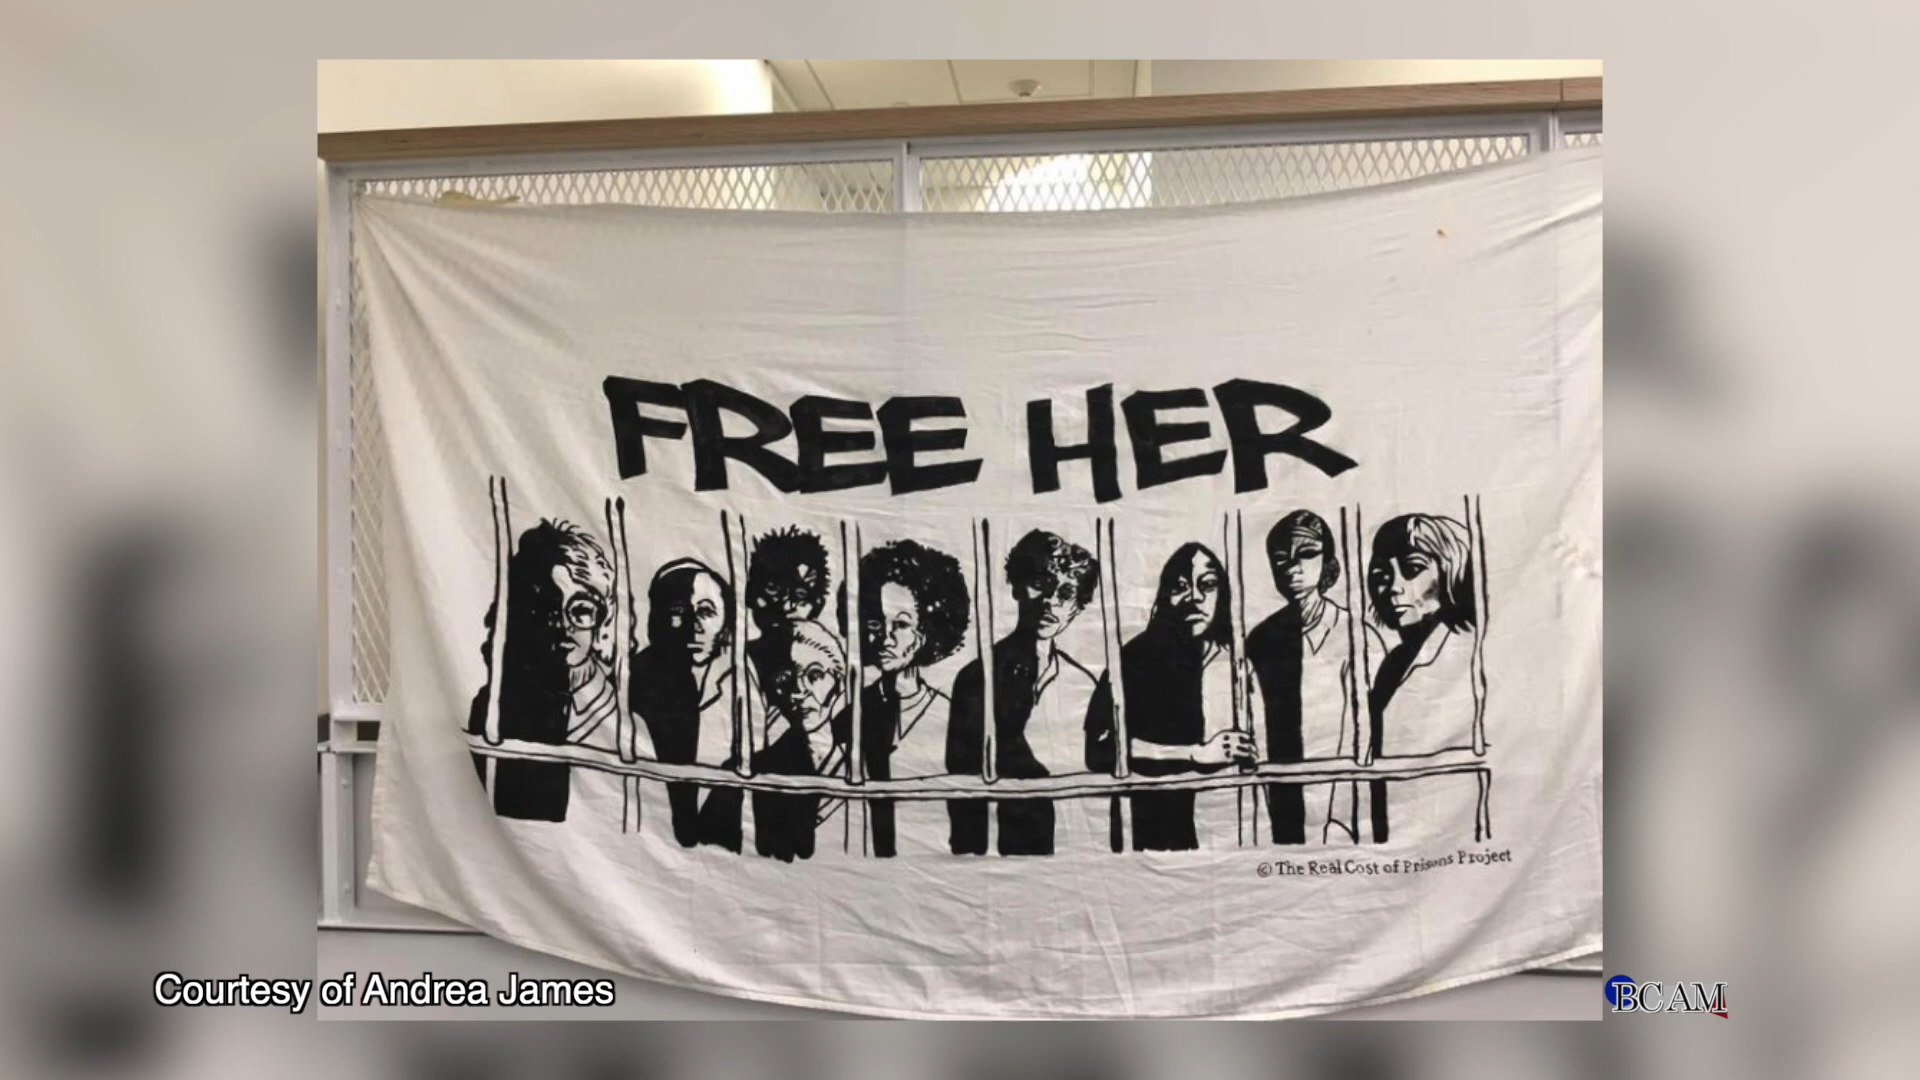 FREE HER
© The Real Cost of Prisons Project
Courtesy of Andrea James
BCAM